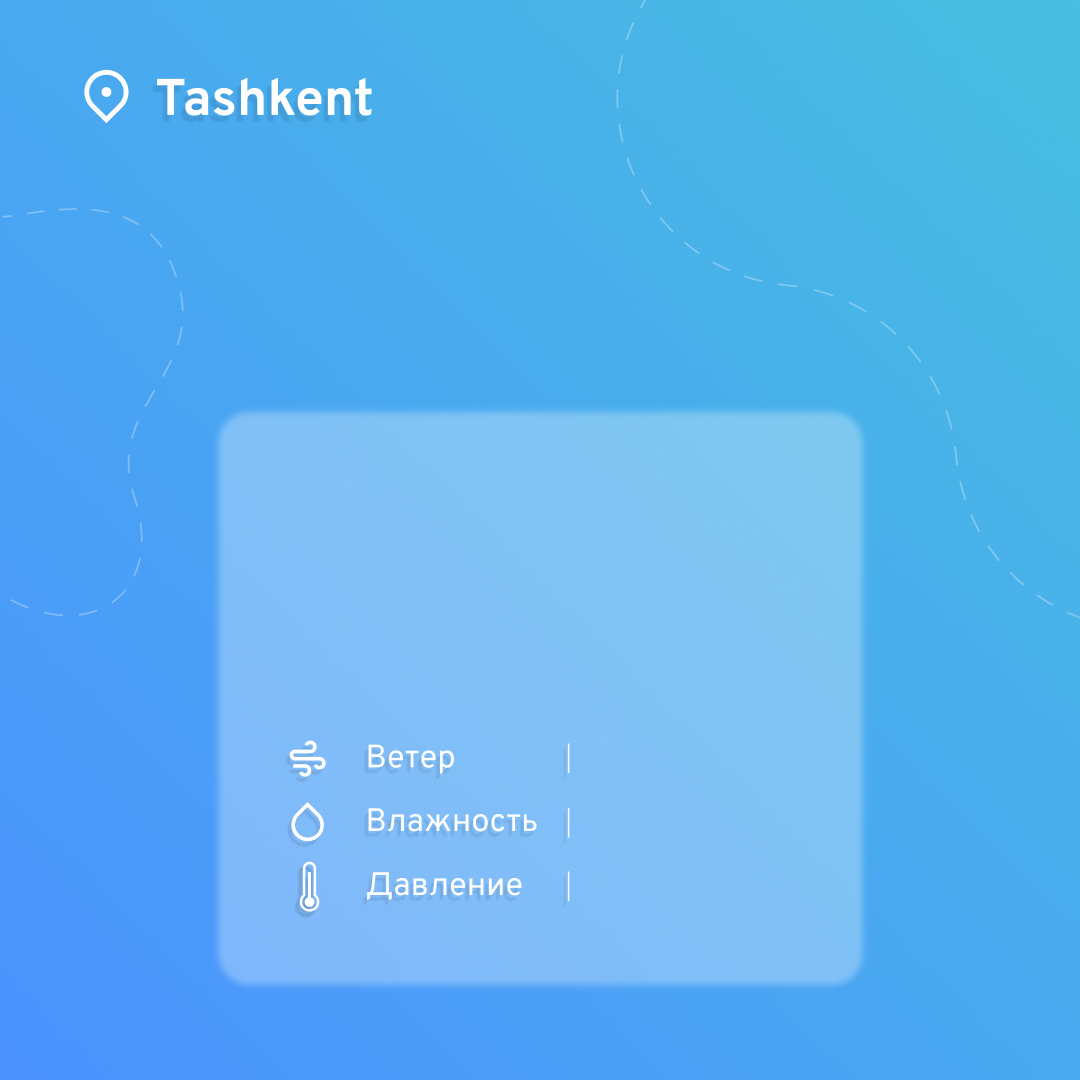 Tashkent
Ветер |
Влажность |
Давление |